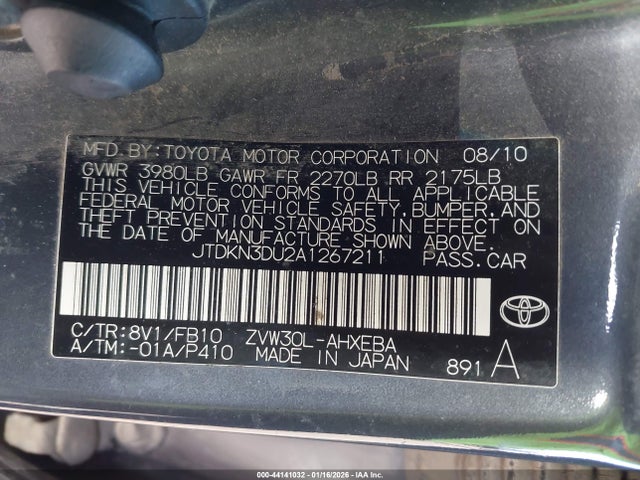 MFD BY:TOYOTA MOTOR CORPORATION 08/10
GVWR 3980LB GAWR FR 2270LB RR 2175LB
THIS VEHICLE CONFORMS TO ALL APPLICABLE
FEDERAL MOTOR VEHICLE SAFETY,BUMPER,AND
THEFT PREVENTION STANDARDS IN EFFECT ON
THE DATE OF MANUFACTURE SHOWN ABOVE.
JTDKN3DU2A1267211 PASS.CAR
C/TR:8V1/FB10 ZVW30L-AHXEBA
A/TM:-01A/P410 MADE IN JAPAN 891 A
TOYOTA
000-44141032 - 01/16/2026 - IAA Inc.